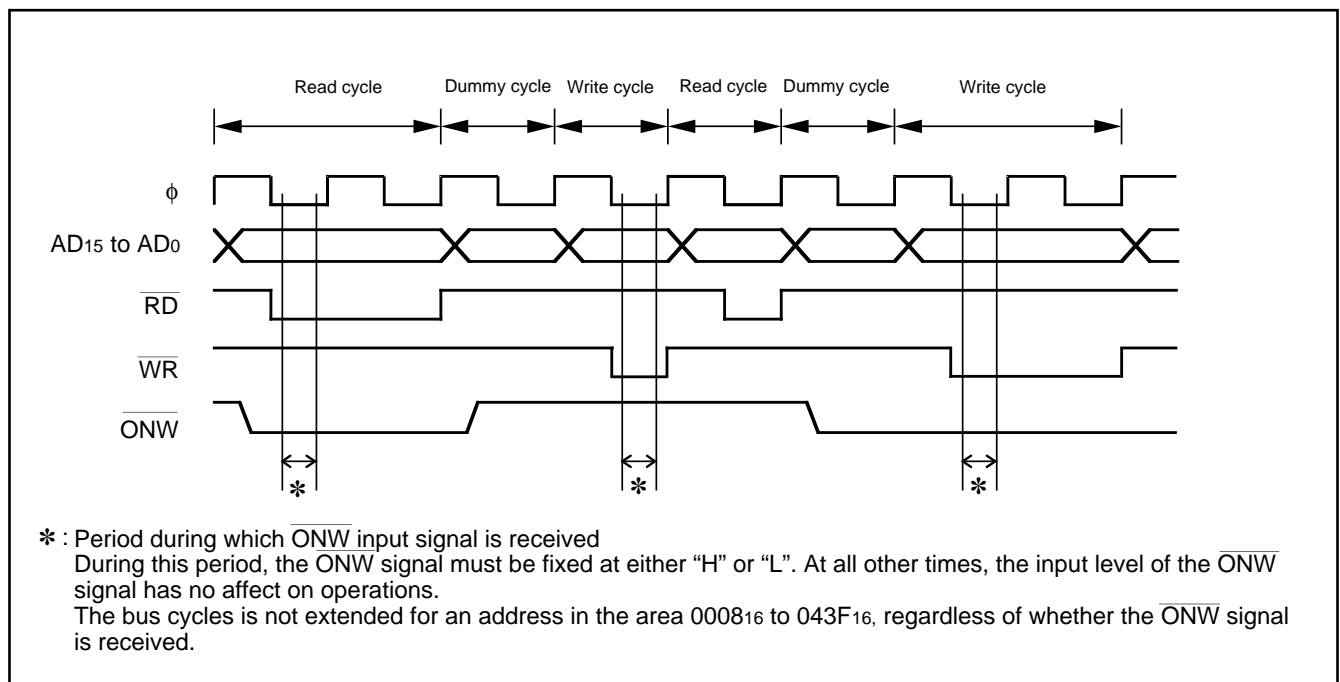 Read cycle Dummy cycle Write cycle Read cycle Dummy cycle Write cycle
ϕ
AD15 to AD0
RD
WR
ONW
✽ ✽ ✽
✽ : Period during which ONW input signal is received
During this period, the ONW signal must be fixed at either “H” or “L”. At all other times, the input level of the ONW
signal has no affect on operations.
The bus cycles is not extended for an address in the area 000816 to 043F16, regardless of whether the ONW signal
is received.